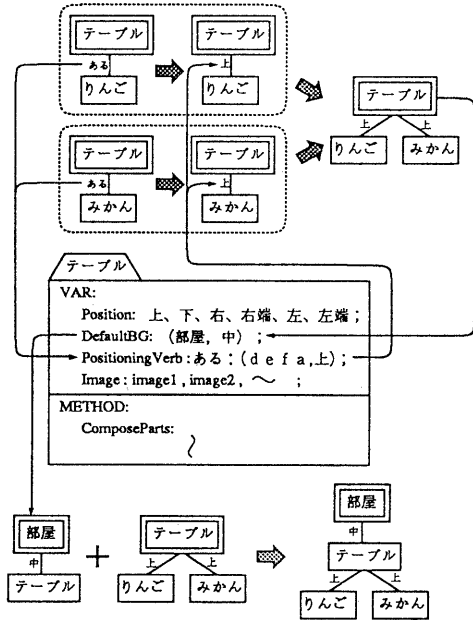 テーブル テーブル
ある 上
りんご りんご
テーブル
上 上
りんご みかん
テーブル テーブル
ある 上
みかん みかん
テーブル
VAR:
Position: 上、下、右、右端、左、左端;
DefaultBG: (部屋, 中) ;
PositioningVerb:ある:(defa,上);
Image:image1,image2,～ ;
METHOD:
ComposeParts:
部屋
中
テーブル
+
テーブル
上 上
りんご みかん
部屋
中
テーブル
上 上
りんご みかん